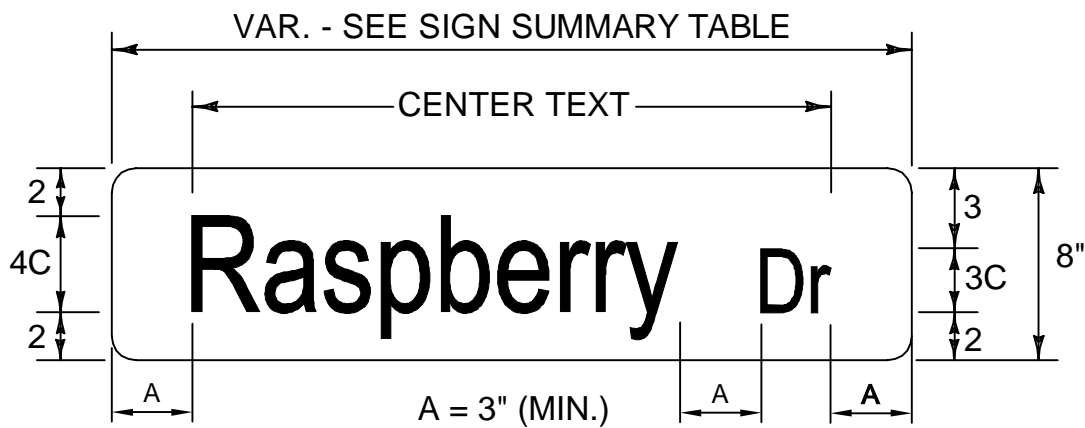 VAR. - SEE SIGN SUMMARY TABLE
CENTER TEXT
2
4C
2
Raspberry Dr
3
3C
2
8"
A
A = 3" (MIN.)
A
A